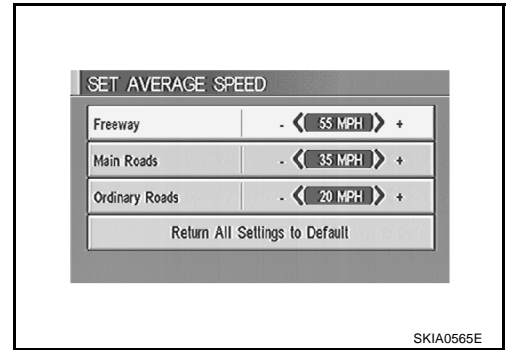 SET AVERAGE SPEED
Freeway - 55 MPH +
Main Roads - 35 MPH +
Ordinary Roads - 20 MPH +
Return All Settings to Default
SKIA0565E